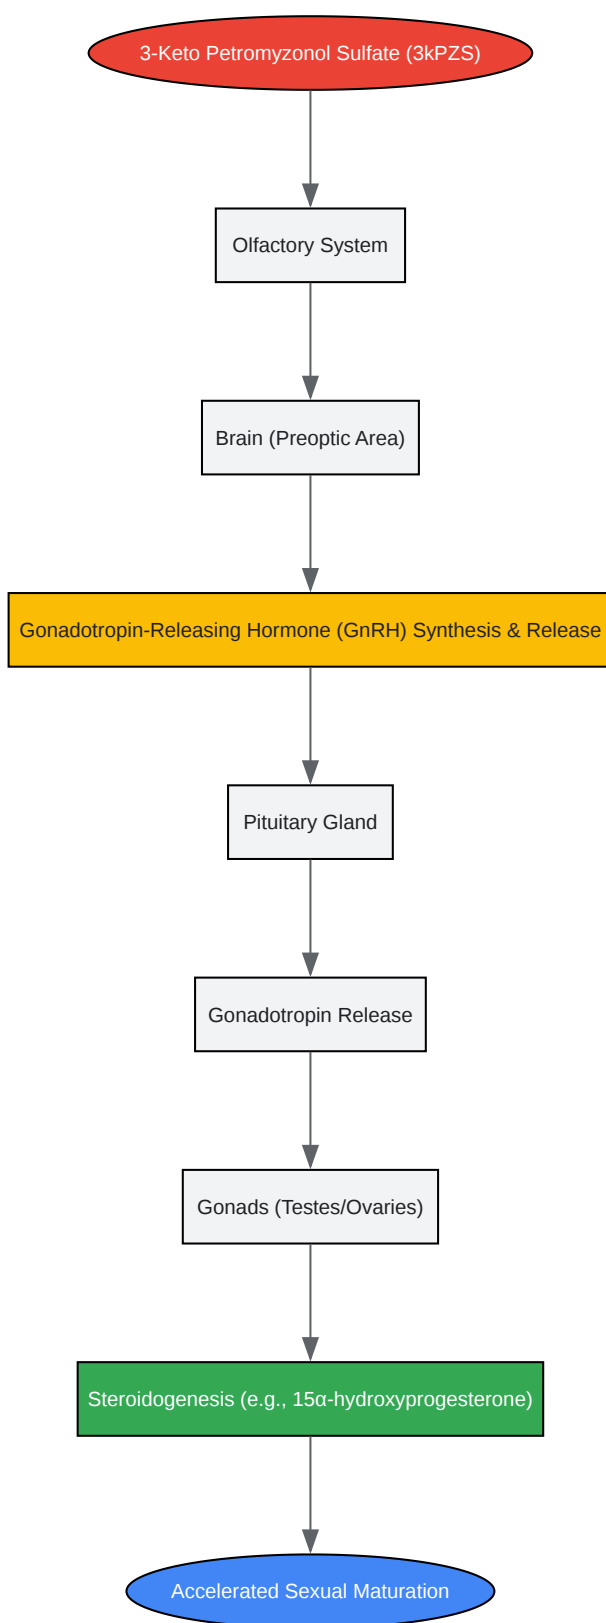 3-Keto Petromyzonol Sulfate (3kPZS)
Olfactory System
Brain (Preoptic Area)
Gonadotropin-Releasing Hormone (GnRH) Synthesis & Release
Pituitary Gland
Gonadotropin Release
Gonads (Testes/Ovaries)
Steroidogenesis (e.g., 15α-hydroxyprogesterone)
Accelerated Sexual Maturation